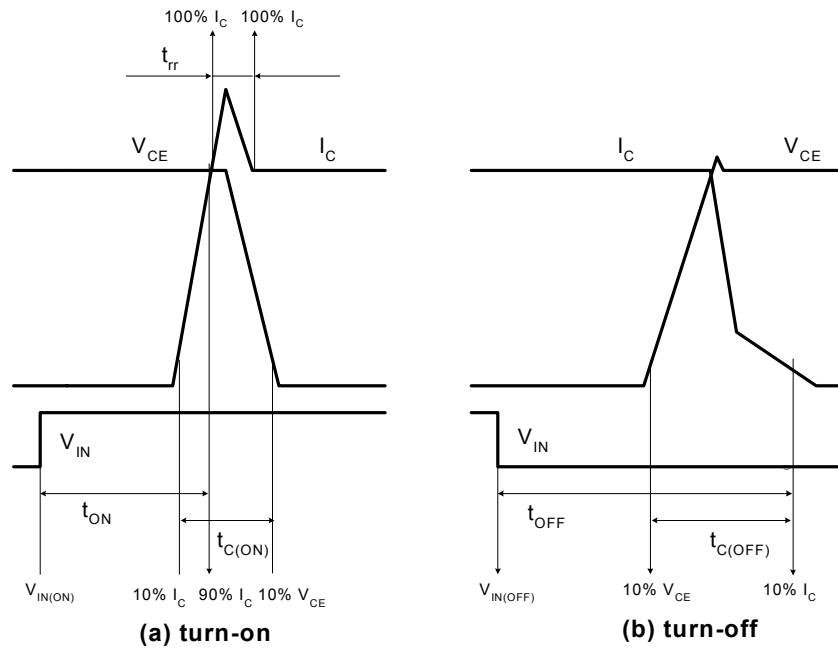 100% I_C 100% I_C
t_rr
V_CE I_C
I_C V_CE
V_IN
V_IN
t_ON
t_OFF
t_C(ON)
t_C(OFF)
V_IN(ON) 10% I_C 90% I_C 10% V_CE
V_IN(OFF) 10% V_CE 10% I_C
(a) turn-on
(b) turn-off